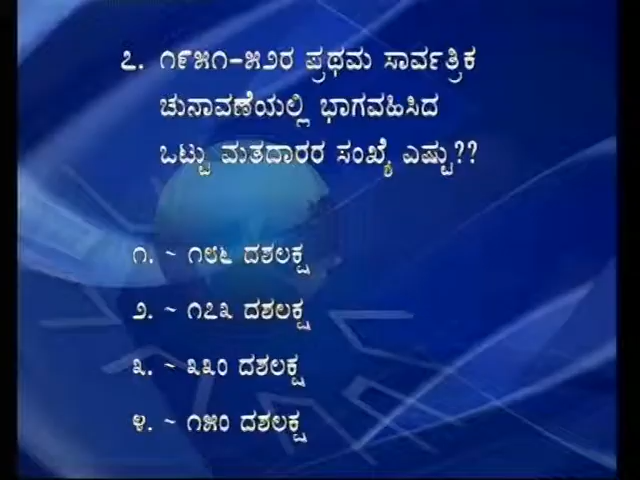 ೭. ೧೯೫೧-೫೨ರ ಪ್ರಥಮ ಸಾರ್ವತ್ರಿಕ
ಚುನಾವಣೆಯಲ್ಲಿ ಭಾಗವಹಿಸಿದ
ಒಟ್ಟು ಮತದಾರರ ಸಂಖ್ಯೆ ಎಷ್ಟು??
೧. ~ ೧೮೬ ದಶಲಕ್ಷ
೨. ~ ೧೭೩ ದಶಲಕ್ಷ
೩. ~ ೩೩೦ ದಶಲಕ್ಷ
೪. ~ ೧೫೦ ದಶಲಕ್ಷ